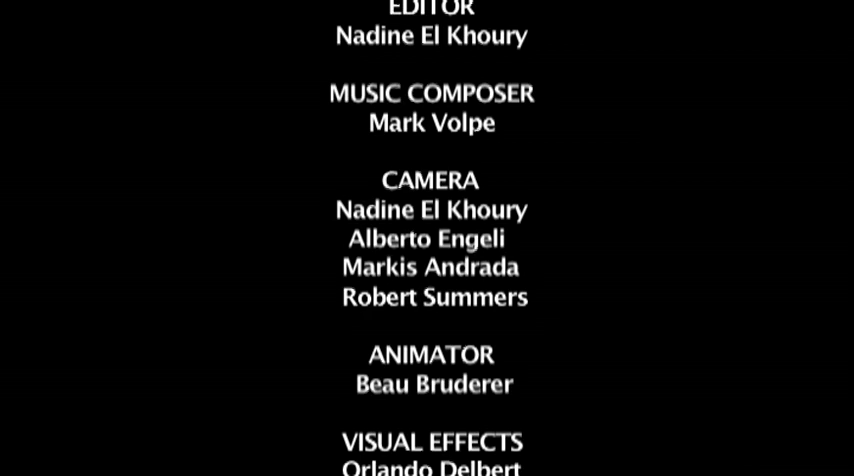 EDITOR
Nadine El Khoury
MUSIC COMPOSER
Mark Volpe
CAMERA
Nadine El Khoury
Alberto Engeli
Markis Andrada
Robert Summers
ANIMATOR
Beau Bruderer
VISUAL EFFECTS
Orlando Delbert